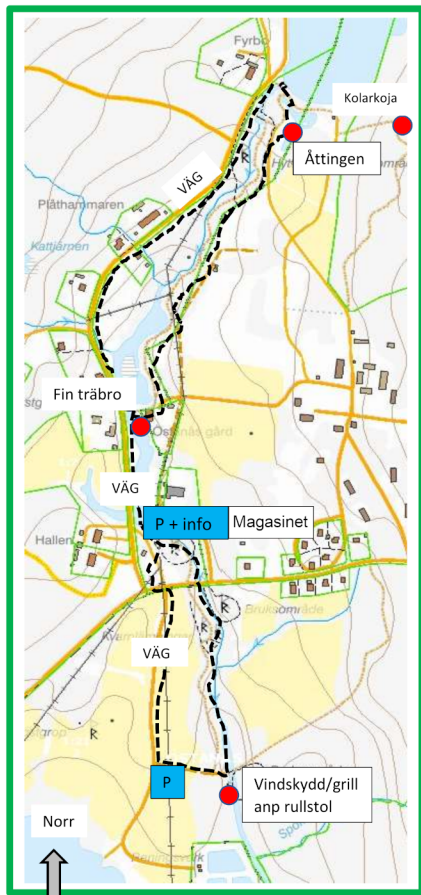 Fyrbo
Kolarkoja
Åttingen
VÄG
Plåthammaren
Kattjärnen
Fin träbro
Östanås gård
VÄG
P + info
Magasinet
Hallen
R
Bruksområde
VÄG
R
P
Vindskydd/grill
anp rullstol
Norr